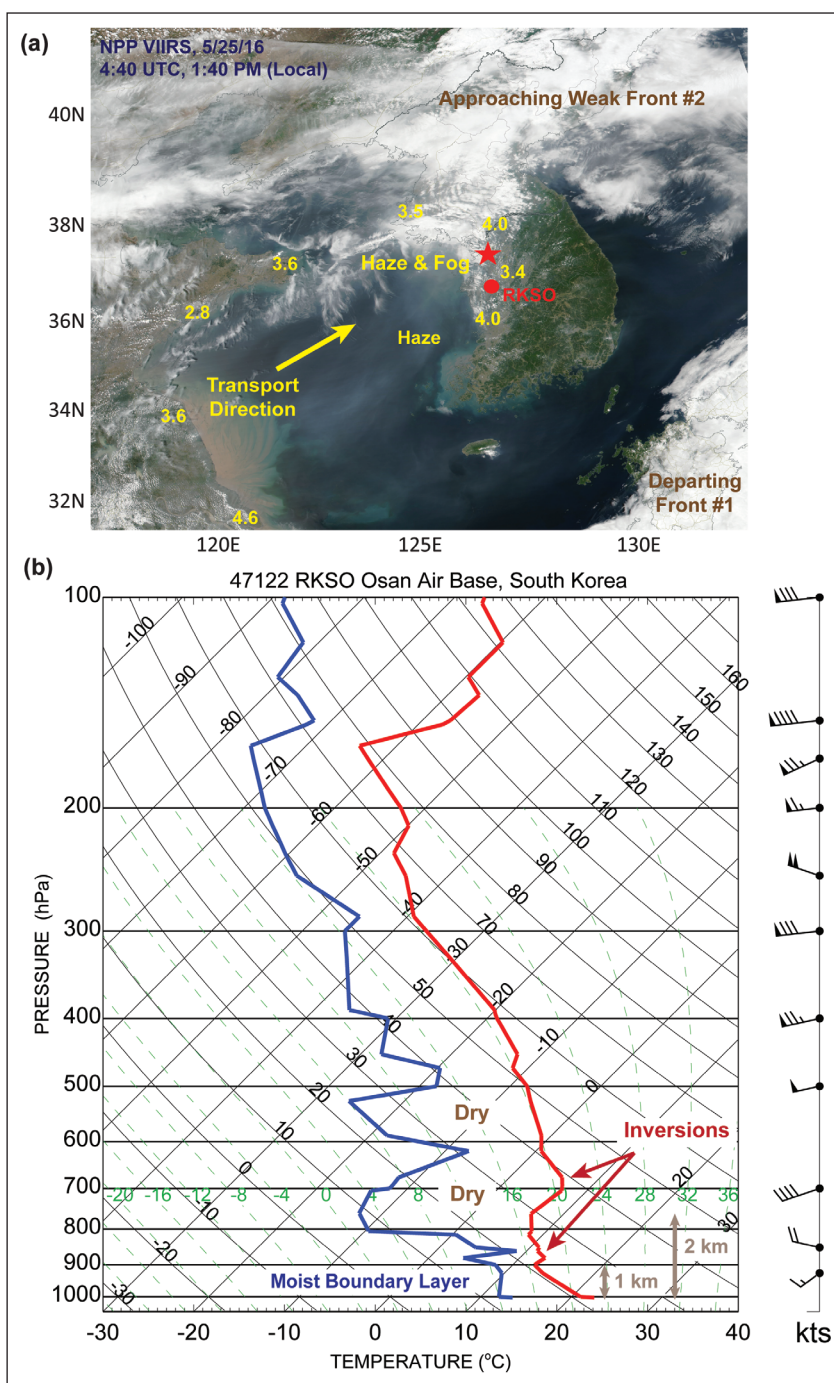 (a)
NPP VIIRS, 5/25/16
4:40 UTC, 1:40 PM (Local)
Approaching Weak Front #2
40N
38N
36N
34N
32N
3.5
4.0
3.6
Haze & Fog
3.4
RKSO
2.8
4.0
Haze
Transport
Direction
3.6
Departing
Front #1
4.6
120E
125E
130E
(b)
47122 RKSO Osan Air Base, South Korea
100
200
300
400
500
600
700
800
900
1000
PRESSURE (hPa)
-100
-90
-80
-70
-60
-50
40
-30
-20
-10
0
20
30
160
150
140
130
120
110
100
90
80
70
50
40
30
20
10
0
-10
-20
-30
Dry
Inversions
-20 -16 -12 -8 -4 0 4 8 16 20 24 28 32 36
Dry
2 km
1 km
Moist Boundary Layer
-30 -20 -10 0 10 20 30 40
TEMPERATURE (°C)
kts